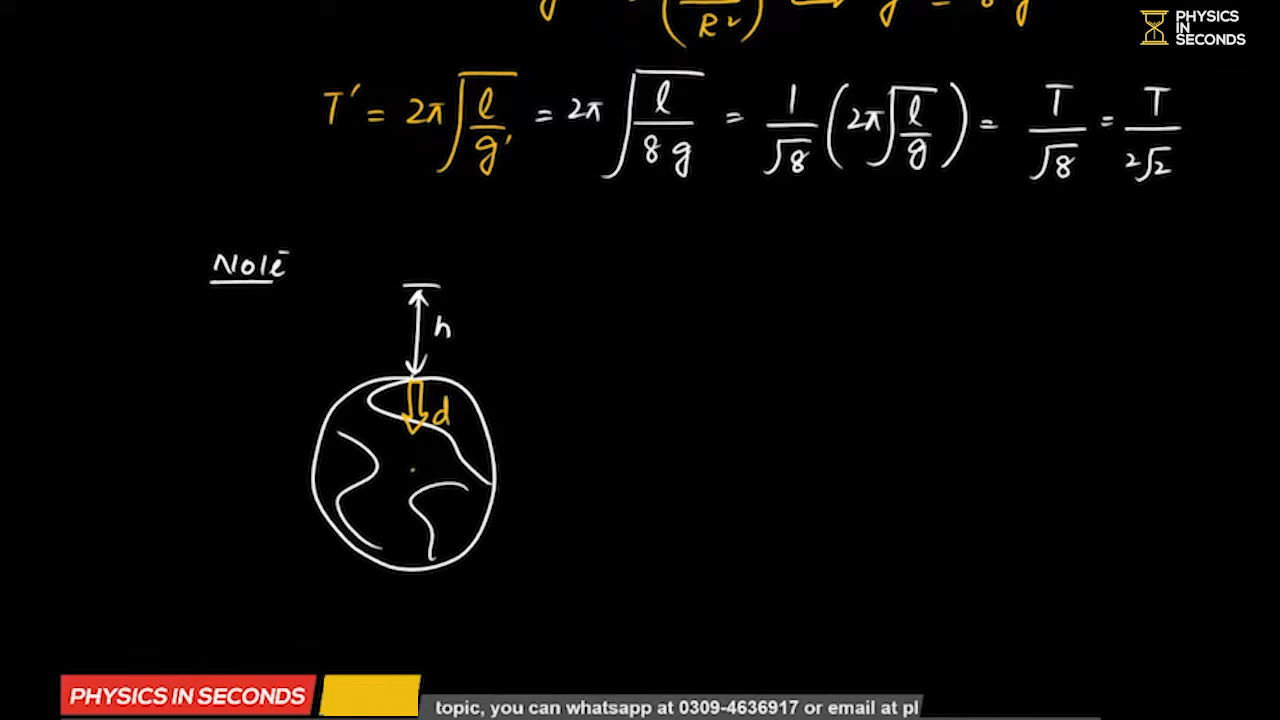 PHYSICS
IN
SECONDS
R²
T' = 2π√(l/g') = 2π√(l/8g) = 1/√8 (2π√(l/g)) = T/√8 = T/2√2
Note
h
d
PHYSICS IN SECONDS
topic, you can whatsapp at 0309-4636917 or email at pl